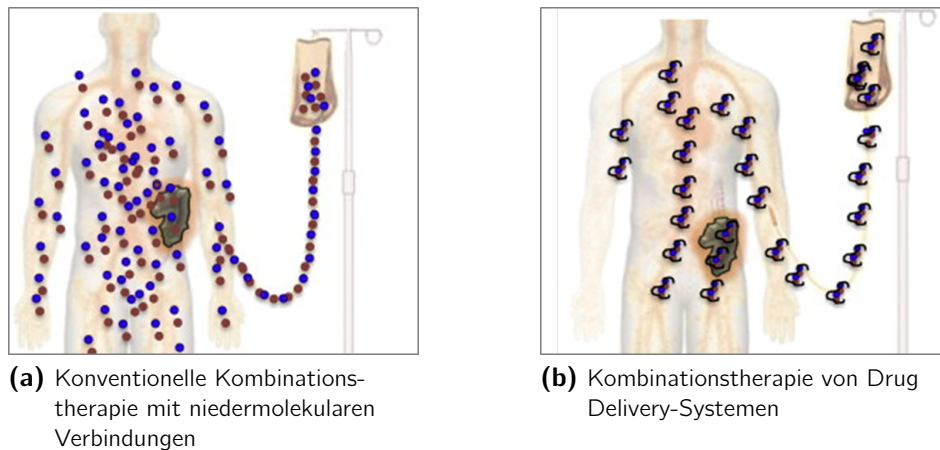 (a) Konventionelle Kombinations-
therapie mit niedermolekularen
Verbindungen
(b) Kombinationstherapie von Drug
Delivery-Systemen